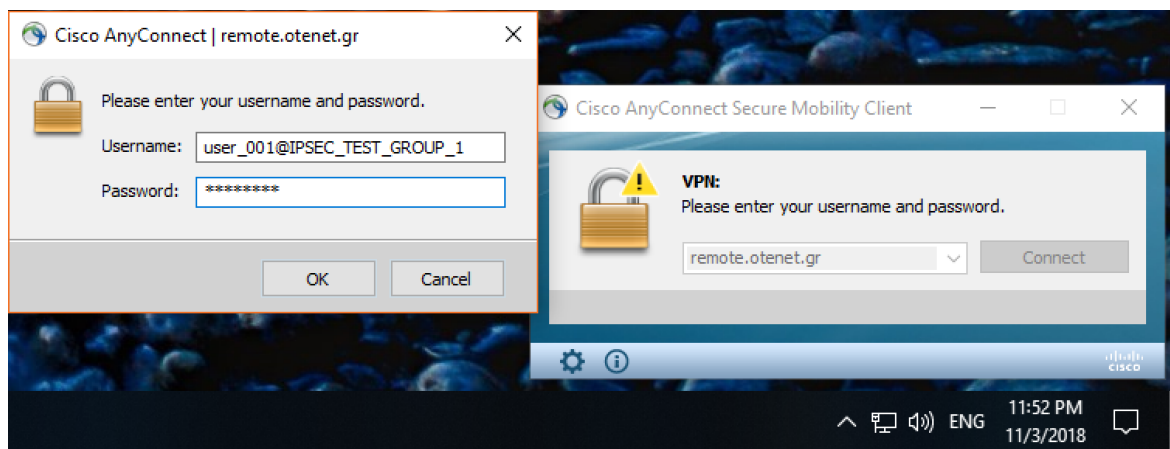 Cisco AnyConnect | remote.otenet.gr
Please enter your username and password.
Username: user_001@IPSEC_TEST_GROUP_1
Password: ********
OK Cancel
Cisco AnyConnect Secure Mobility Client
VPN:
Please enter your username and password.
remote.otenet.gr Connect
cisco
ENG
11:52 PM
11/3/2018